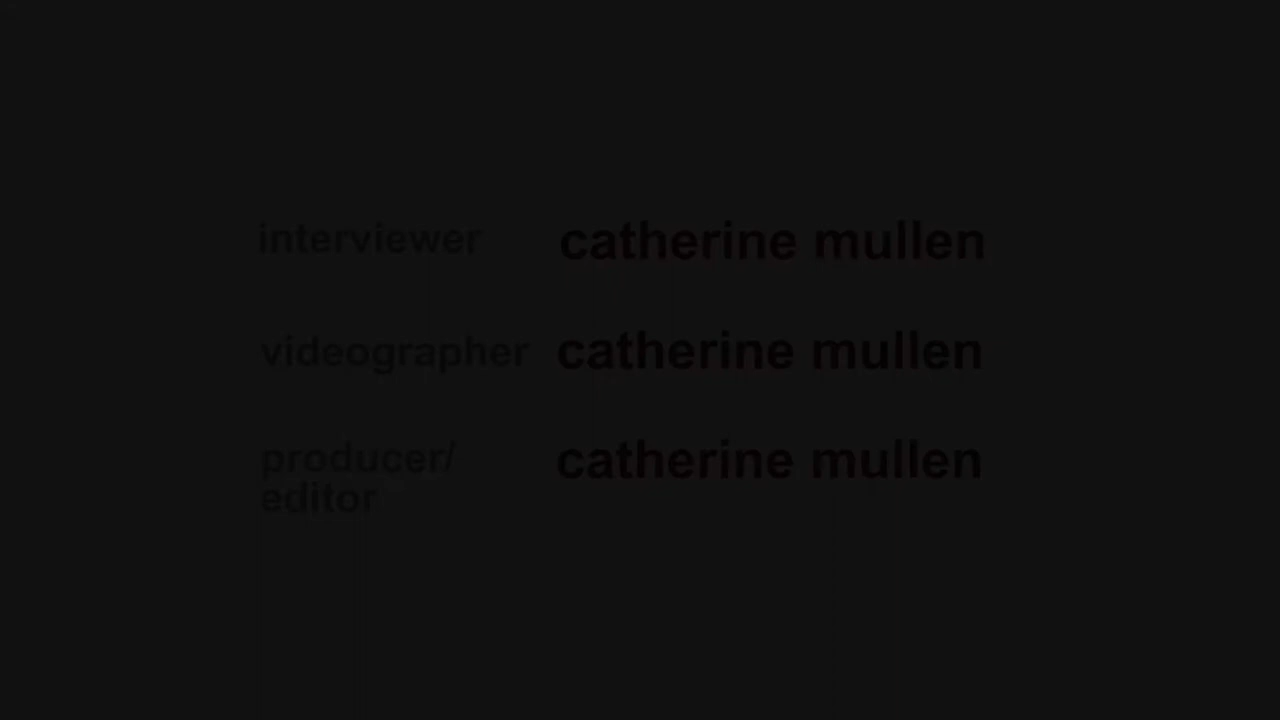 interviewer catherine mullen
videographer catherine mullen
producer/ catherine mullen
editor